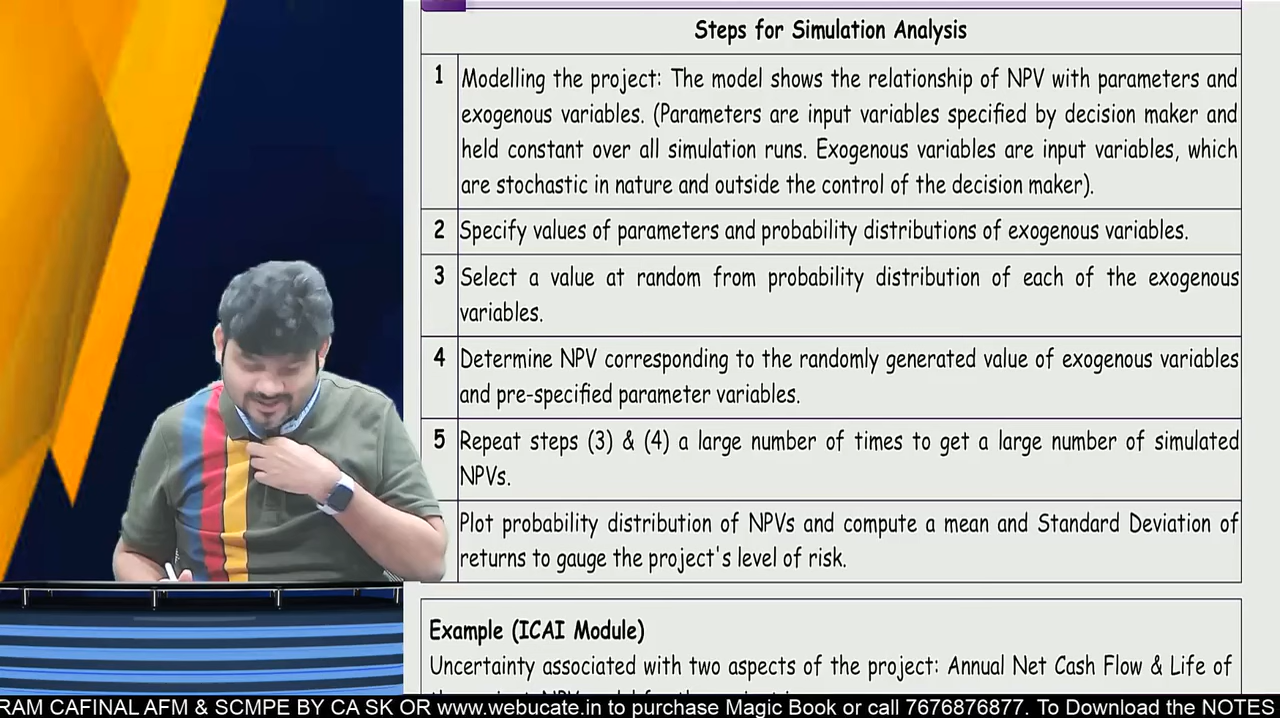 Steps for Simulation Analysis
1 Modelling the project: The model shows the relationship of NPV with parameters and
exogenous variables. (Parameters are input variables specified by decision maker and
held constant over all simulation runs. Exogenous variables are input variables, which
are stochastic in nature and outside the control of the decision maker).
2 Specify values of parameters and probability distributions of exogenous variables.
3 Select a value at random from probability distribution of each of the exogenous
variables.
4 Determine NPV corresponding to the randomly generated value of exogenous variables
and pre-specified parameter variables.
5 Repeat steps (3) & (4) a large number of times to get a large number of simulated
NPVs.
Plot probability distribution of NPVs and compute a mean and Standard Deviation of
returns to gauge the project's level of risk.
Example (ICAI Module)
Uncertainty associated with two aspects of the project: Annual Net Cash Flow & Life of
RAM CAFINAL AFM & SCMPE BY CA SK OR www.webucate.in to purchase Magic Book or call 7676876877. To Download the NOTES